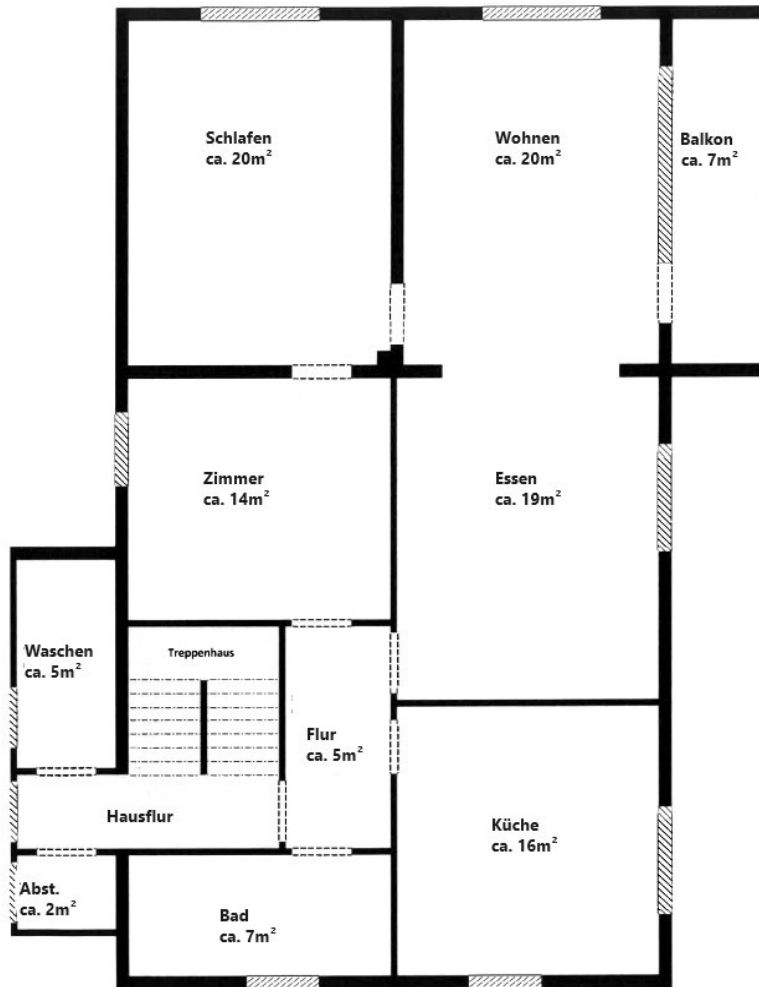 Schlafen
ca. 20m²
Wohnen
ca. 20m²
Balkon
ca. 7m²
Zimmer
ca. 14m²
Essen
ca. 19m²
Waschen
ca. 5m²
Treppenhaus
Flur
ca. 5m²
Hausflur
Küche
ca. 16m²
Abst.
ca. 2m²
Bad
ca. 7m²